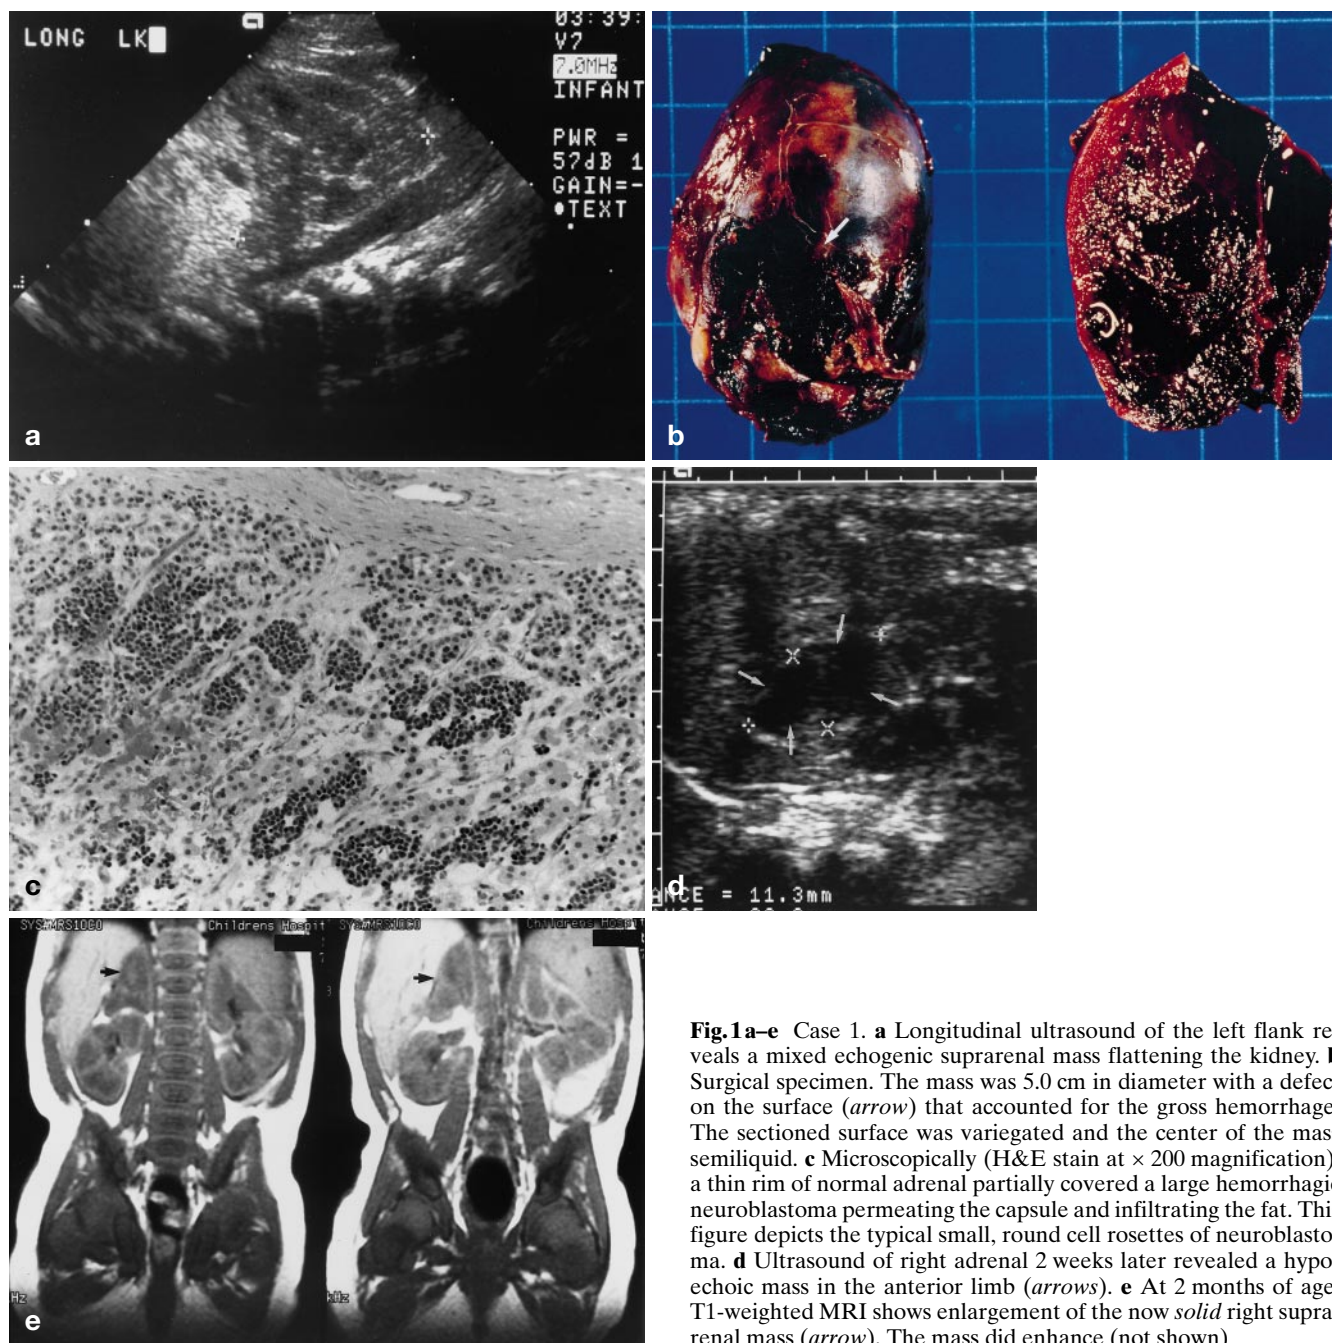 LONG LK
03:39:
V7
7.0MHz
INFANT
PWR =
57dB 1
GAIN=-
TEXT
a
b
c
d
ANCE = 11.3mm
SYS#MRS10G0
Childrens Hospit
Hz
kHz
e
Fig.1a–e Case 1. a Longitudinal ultrasound of the left flank re-
veals a mixed echogenic suprarenal mass flattening the kidney.
Surgical specimen. The mass was 5.0 cm in diameter with a defec
on the surface (arrow) that accounted for the gross hemorrhage
The sectioned surface was variegated and the center of the mas
semiliquid. c Microscopically (H&E stain at × 200 magnification)
a thin rim of normal adrenal partially covered a large hemorrhagi
neuroblastoma permeating the capsule and infiltrating the fat. Thi
figure depicts the typical small, round cell rosettes of neuroblasto
ma. d Ultrasound of right adrenal 2 weeks later revealed a hypo
echoic mass in the anterior limb (arrows). e At 2 months of age
T1-weighted MRI shows enlargement of the now solid right supra
renal mass (arrow). The mass did enhance (not shown)